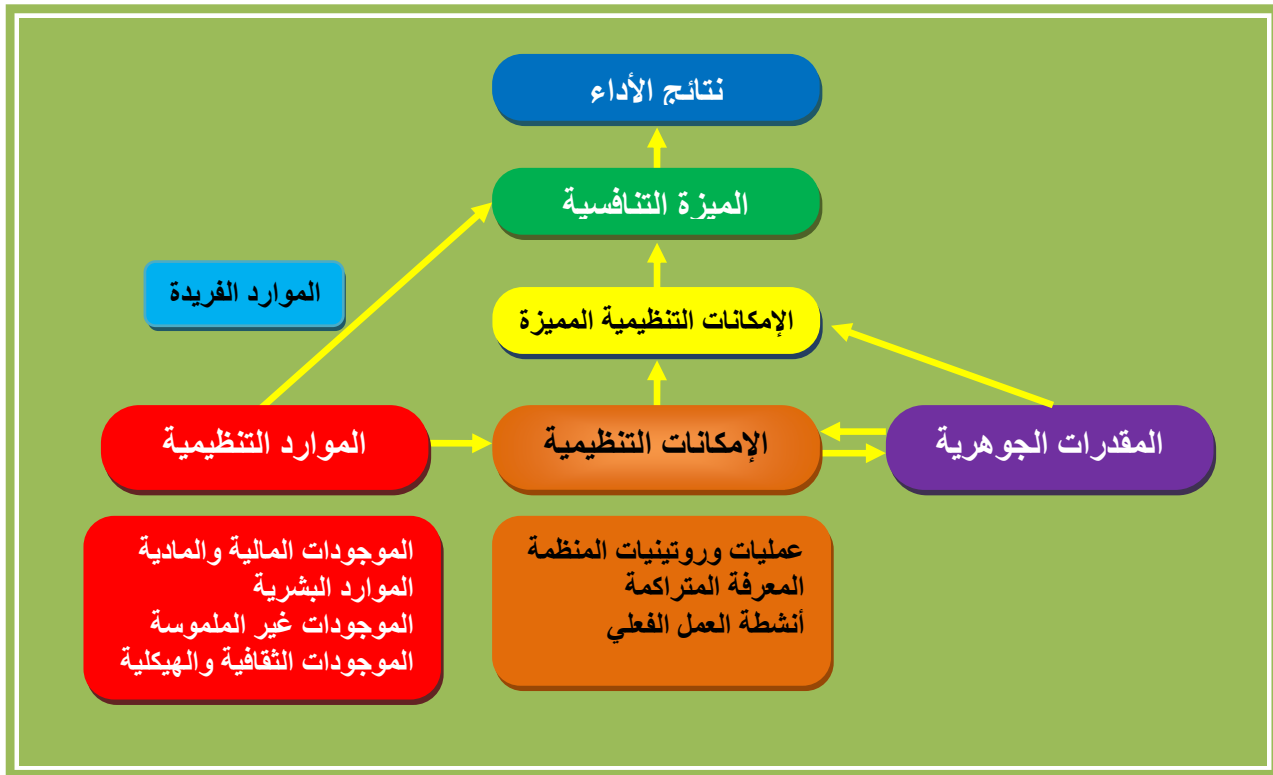 نتائج الأداء
الميزة التنافسية
الموارد الفريدة
الإمكانات التنظيمية المميزة
المقدرات الجوهرية
الإمكانات التنظيمية
الموارد التنظيمية
عمليات وروتينيات المنظمة
المعرفة المتراكمة
أنشطة العمل الفعلي
الموجودات المالية والمادية
الموارد البشرية
الموجودات غير الملموسة
الموجودات الثقافية والهيكلية